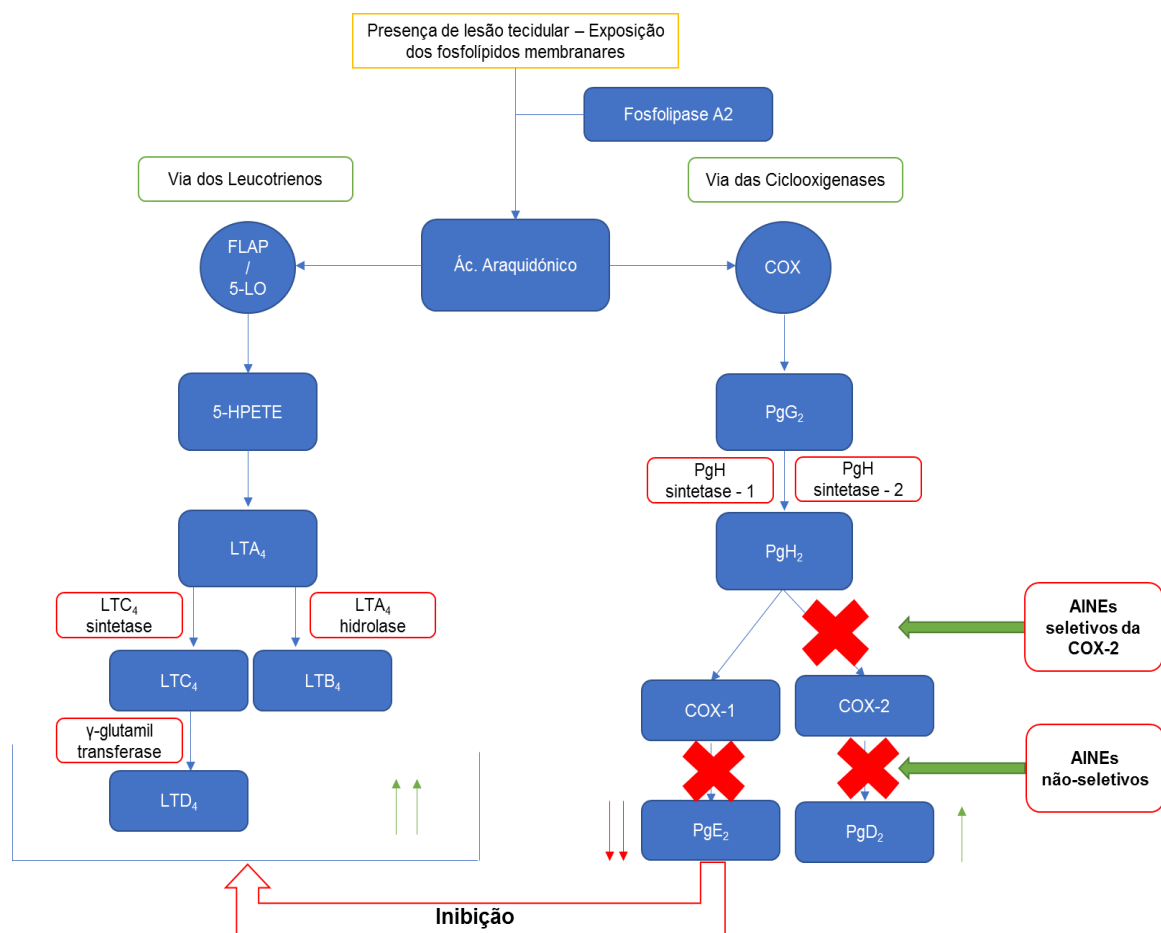 Presença de lesão tecidular – Exposição
dos fosfolípidos membranares
Fosfolipase A2
Via dos Leucotrienos
Via das Ciclooxigenases
FLAP
/
5-LO
Ác. Araquidónico
COX
5-HPETE
PgG₂
PgH
sintetase - 1
PgH
sintetase - 2
LTA₄
PgH₂
LTC₄
sintetase
LTA₄
hidrolase
AINEs
seletivos da
COX-2
LTC₄
LTB₄
COX-1
COX-2
γ-glutamil
transferase
AINEs
não-seletivos
LTD₄
PgE₂
PgD₂
Inibição